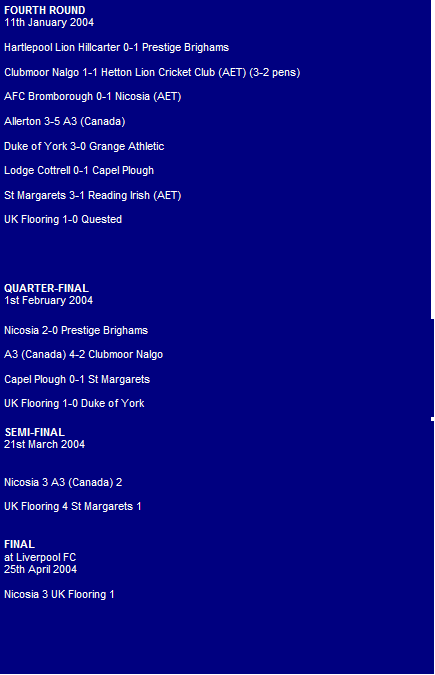 FOURTH ROUND
11th January 2004
Hartlepool Lion Hillcarter 0-1 Prestige Brighams
Clubmoor Nalgo 1-1 Hetton Lion Cricket Club (AET) (3-2 pens)
AFC Bromborough 0-1 Nicosia (AET)
Allerton 3-5 A3 (Canada)
Duke of York 3-0 Grange Athletic
Lodge Cottrell 0-1 Capel Plough
St Margarets 3-1 Reading Irish (AET)
UK Flooring 1-0 Quested
QUARTER-FINAL
1st February 2004
Nicosia 2-0 Prestige Brighams
A3 (Canada) 4-2 Clubmoor Nalgo
Capel Plough 0-1 St Margarets
UK Flooring 1-0 Duke of York
SEMI-FINAL
21st March 2004
Nicosia 3 A3 (Canada) 2
UK Flooring 4 St Margarets 1
FINAL
at Liverpool FC
25th April 2004
Nicosia 3 UK Flooring 1